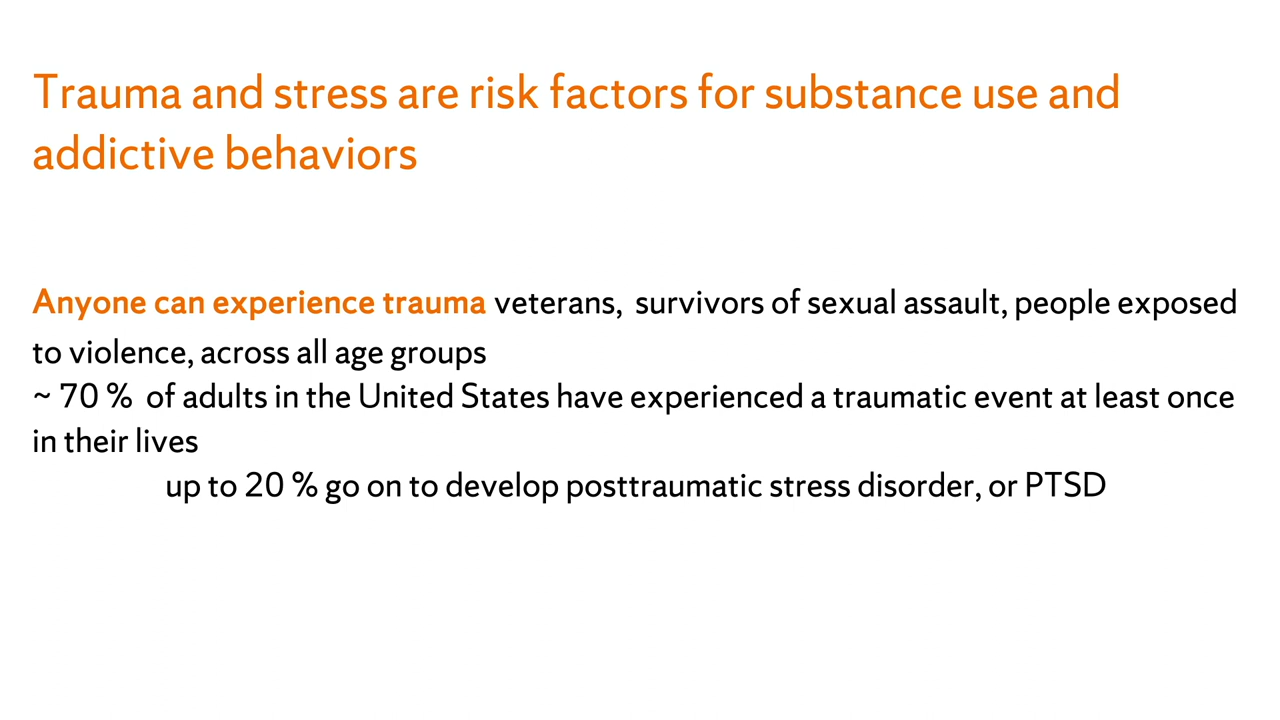 Trauma and stress are risk factors for substance use and
addictive behaviors
Anyone can experience trauma veterans,  survivors of sexual assault, people exposed
to violence, across all age groups
~ 70 %  of adults in the United States have experienced a traumatic event at least once
in their lives
up to 20 % go on to develop posttraumatic stress disorder, or PTSD